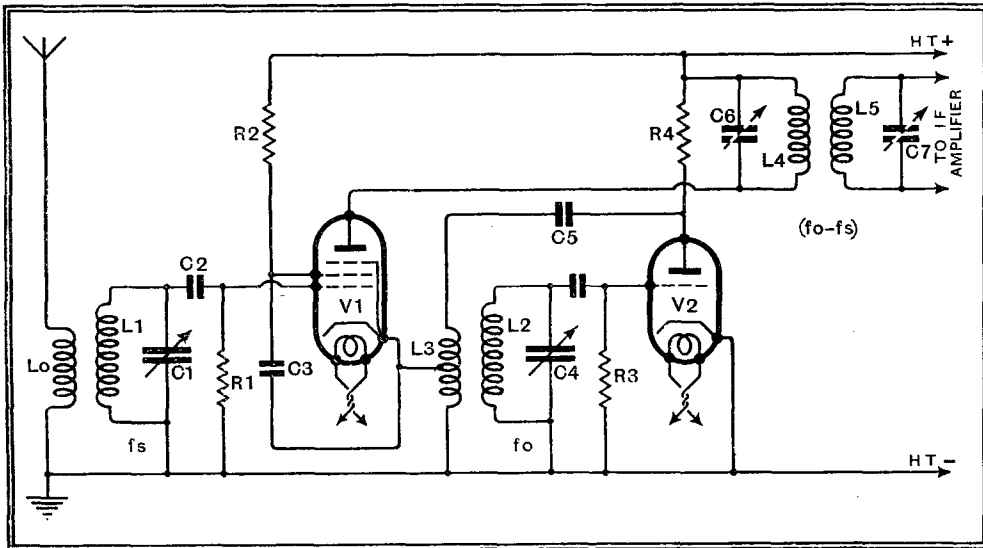 HT+
C6
L5
R2
R4
C7
TO IF
AMPLIFIER
L4
C5
(fo-fs)
C2
V1
V2
L1
L2
L3
Lo
C1
R1
C3
C4
R3
fs
fo
HT-